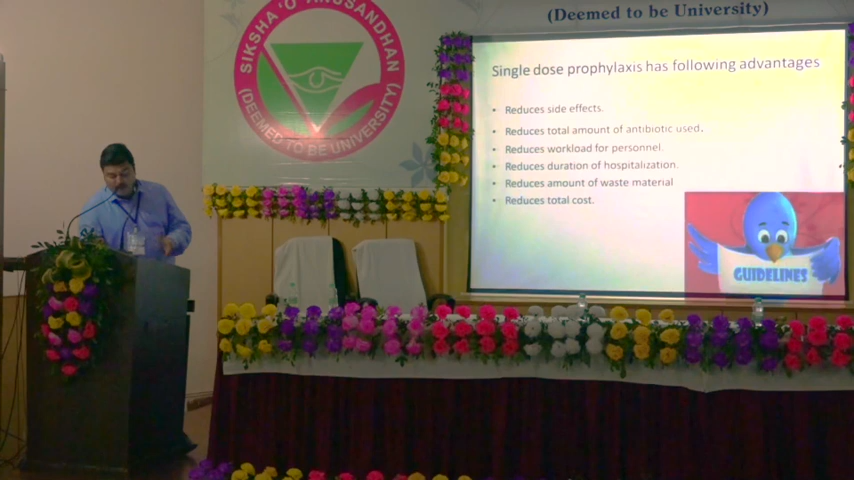 SIKSHA 'O' ANUSANDHAN
(DEEMED TO BE UNIVERSITY)
(Deemed to be University)
Single dose prophylaxis has following advantages
• Reduces side effects.
• Reduces total amount of antibiotic used.
• Reduces workload for personnel.
• Reduces duration of hospitalization.
• Reduces amount of waste material
• Reduces total cost.
GUIDELINES